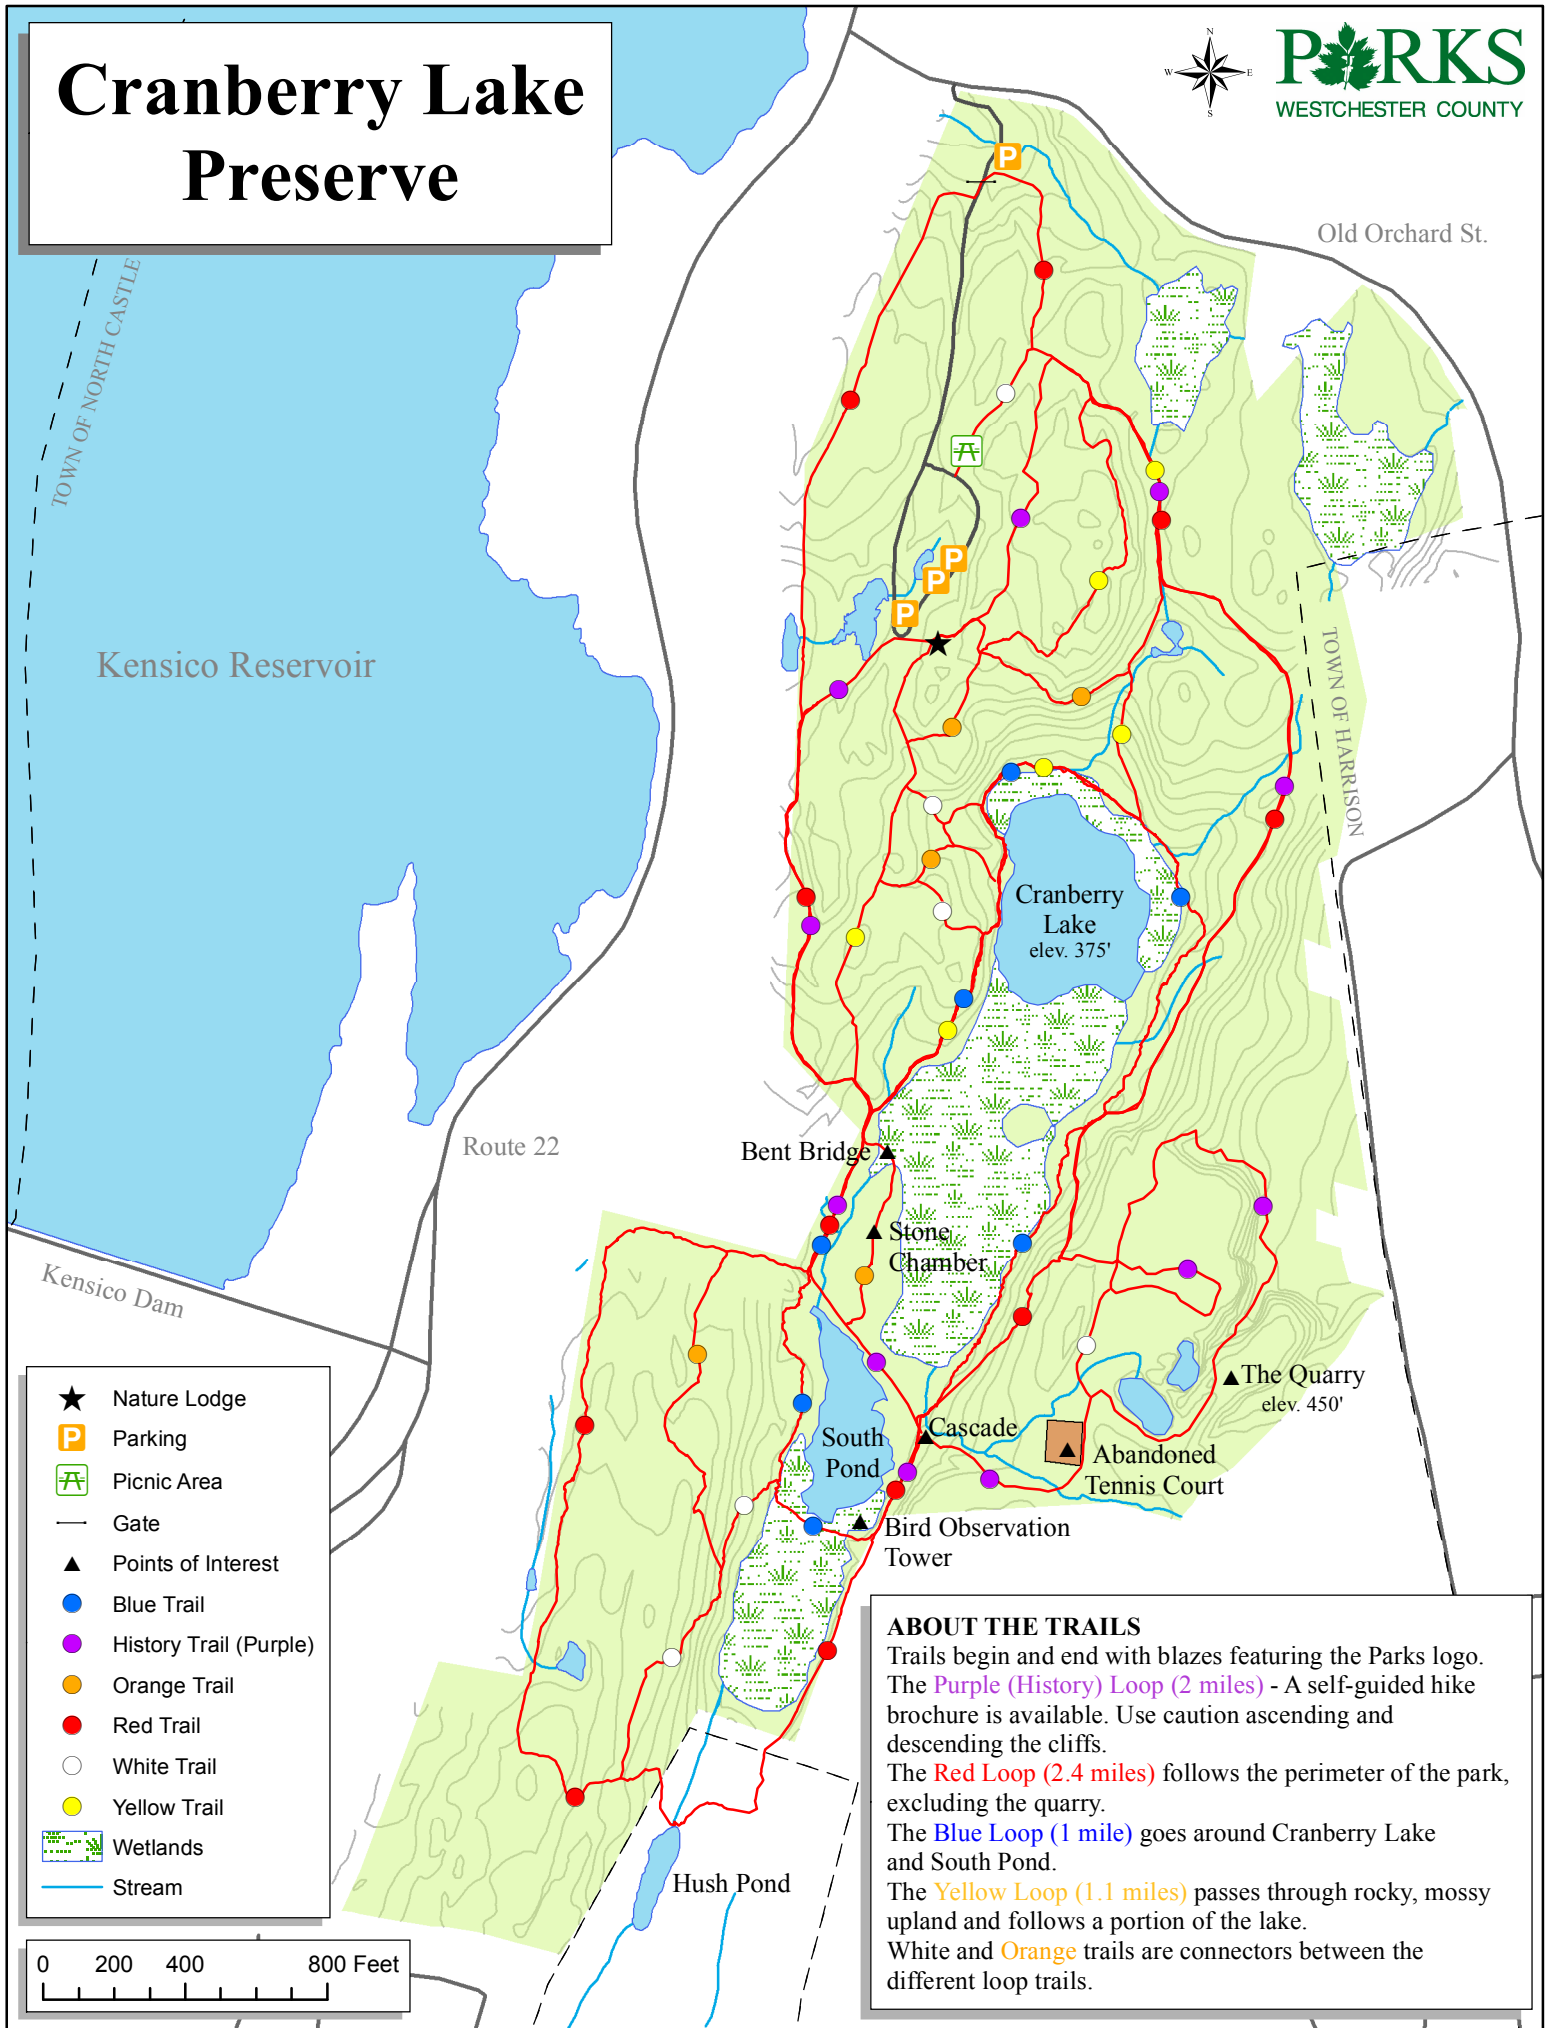 Cranberry Lake
Preserve
N
W
E
S
PARKS
WESTCHESTER COUNTY
Old Orchard St.
TOWN OF NORTH CASTLE
P
P
P
P
Kensico Reservoir
TOWN OF HARRISON
Cranberry
Lake
elev. 375'
Route 22
Bent Bridge
Stone
Chamber
Kensico Dam
The Quarry
elev. 450'
Cascade
South
Pond
Abandoned
Tennis Court
Bird Observation
Tower
Hush Pond
Nature Lodge
P
Parking
Picnic Area
Gate
Points of Interest
Blue Trail
History Trail (Purple)
Orange Trail
Red Trail
White Trail
Yellow Trail
Wetlands
Stream
0 200 400 800 Feet
ABOUT THE TRAILS
Trails begin and end with blazes featuring the Parks logo.
The Purple (History) Loop (2 miles) - A self-guided hike
brochure is available. Use caution ascending and
descending the cliffs.
The Red Loop (2.4 miles) follows the perimeter of the park,
excluding the quarry.
The Blue Loop (1 mile) goes around Cranberry Lake
and South Pond.
The Yellow Loop (1.1 miles) passes through rocky, mossy
upland and follows a portion of the lake.
White and Orange trails are connectors between the
different loop trails.